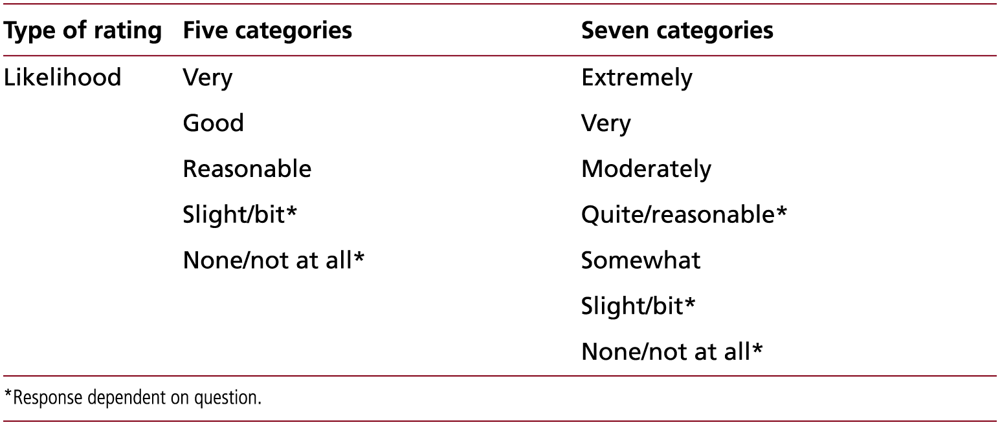 Type of rating Five categories Seven categories
Likelihood Very Extremely
Good Very
Reasonable Moderately
Slight/bit* Quite/reasonable*
None/not at all* Somewhat
Slight/bit*
None/not at all*
*Response dependent on question.